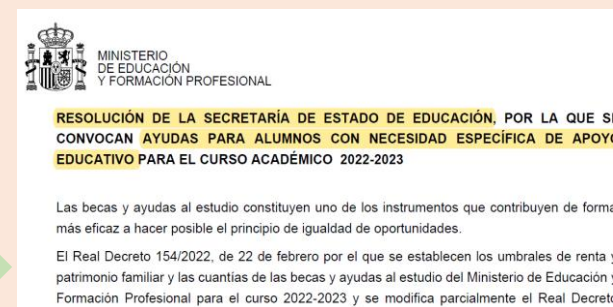 MINISTERIO
DE EDUCACIÓN
Y FORMACIÓN PROFESIONAL
RESOLUCIÓN DE LA SECRETARÍA DE ESTADO DE EDUCACIÓN, POR LA QUE SE
CONVOCAN AYUDAS PARA ALUMNOS CON NECESIDAD ESPECÍFICA DE APOYO
EDUCATIVO PARA EL CURSO ACADÉMICO 2022-2023
Las becas y ayudas al estudio constituyen uno de los instrumentos que contribuyen de forma
más eficaz a hacer posible el principio de igualdad de oportunidades.
El Real Decreto 154/2022, de 22 de febrero por el que se establecen los umbrales de renta y
patrimonio familiar y las cuantías de las becas y ayudas al estudio del Ministerio de Educación y
Formación Profesional para el curso 2022-2023 y se modifica parcialmente el Real Decreto